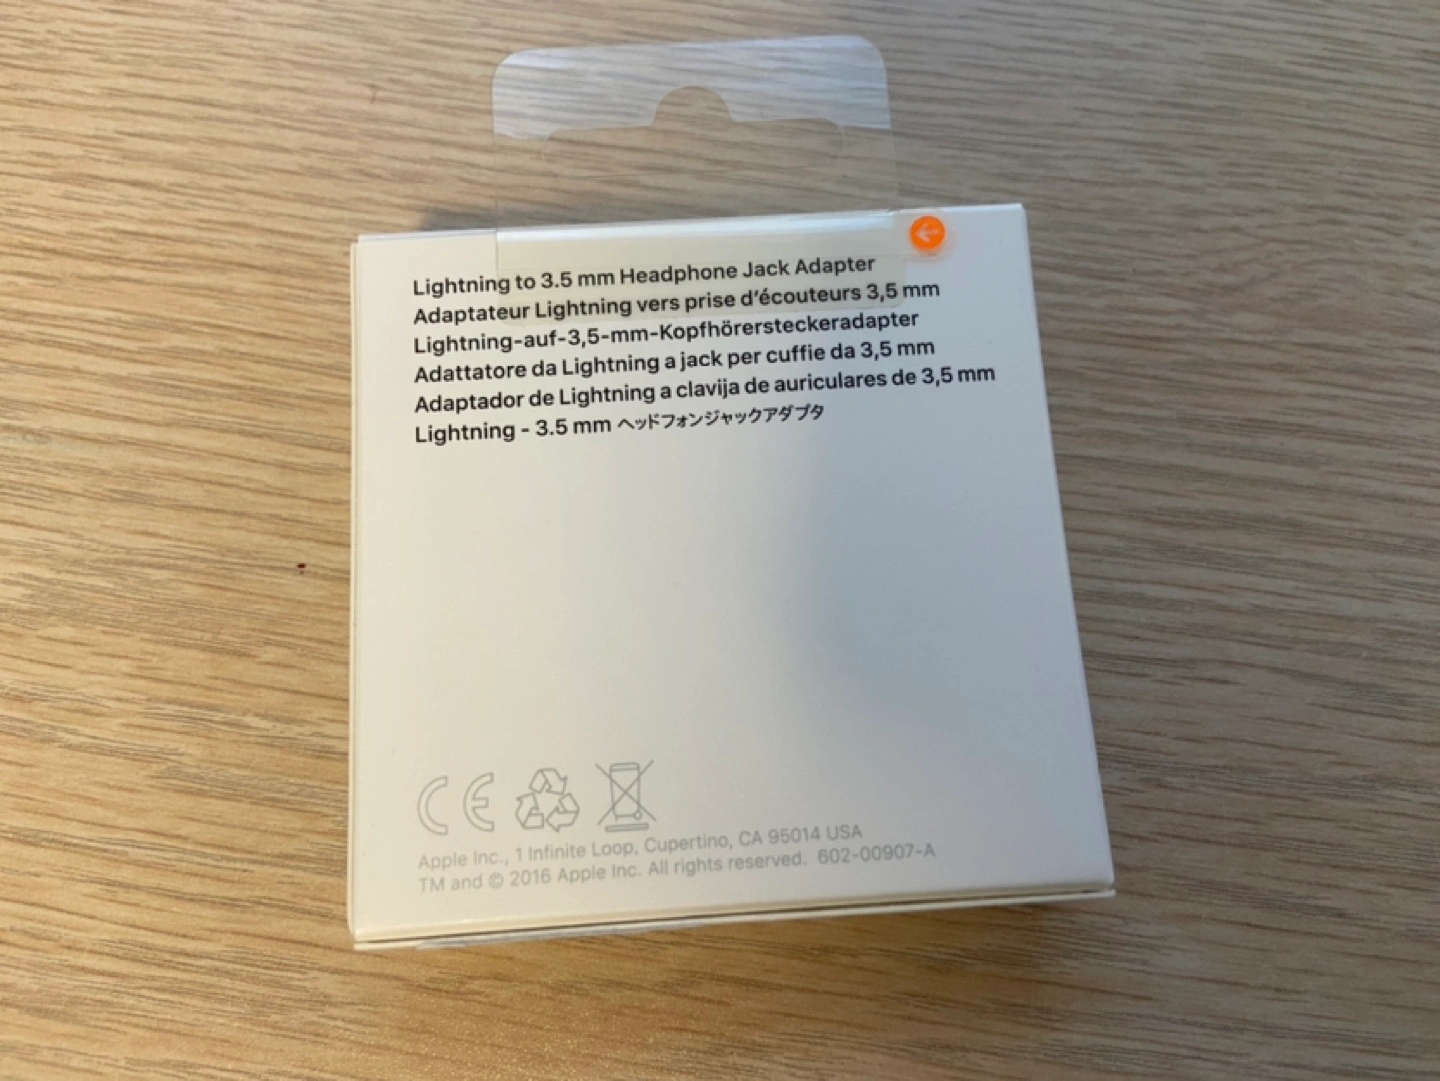 Lightning to 3.5 mm Headphone Jack Adapter
Adaptateur Lightning vers prise d'écouteurs 3,5 mm
Lightning-auf-3,5-mm-Kopfhörersteckeradapter
Adattatore da Lightning a jack per cuffie da 3,5 mm
Adaptador de Lightning a clavija de auriculares de 3,5 mm
Lightning - 3.5 mm ヘッドフォンジャックアダプタ
CE
Apple Inc., 1 Infinite Loop, Cupertino, CA 95014 USA
TM and © 2016 Apple Inc. All rights reserved. 602-00907-A